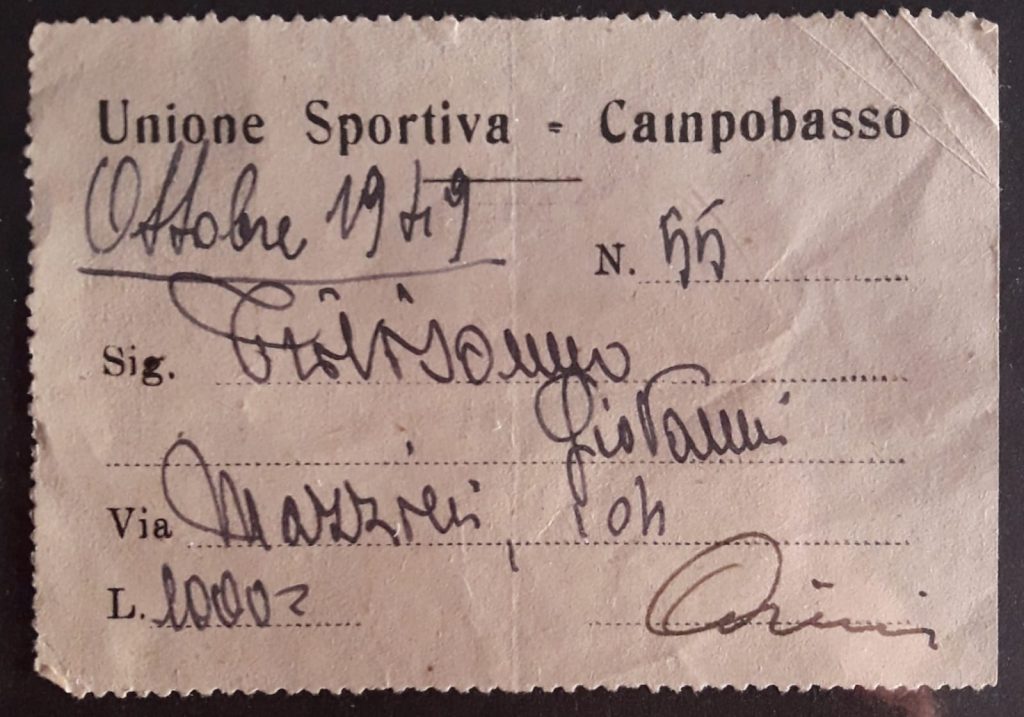 Unione Sportiva - Campobasso
Ottobre 1949
N. 55
Sig.
Giovanni
Via Mazzini, 104
L. 1000=